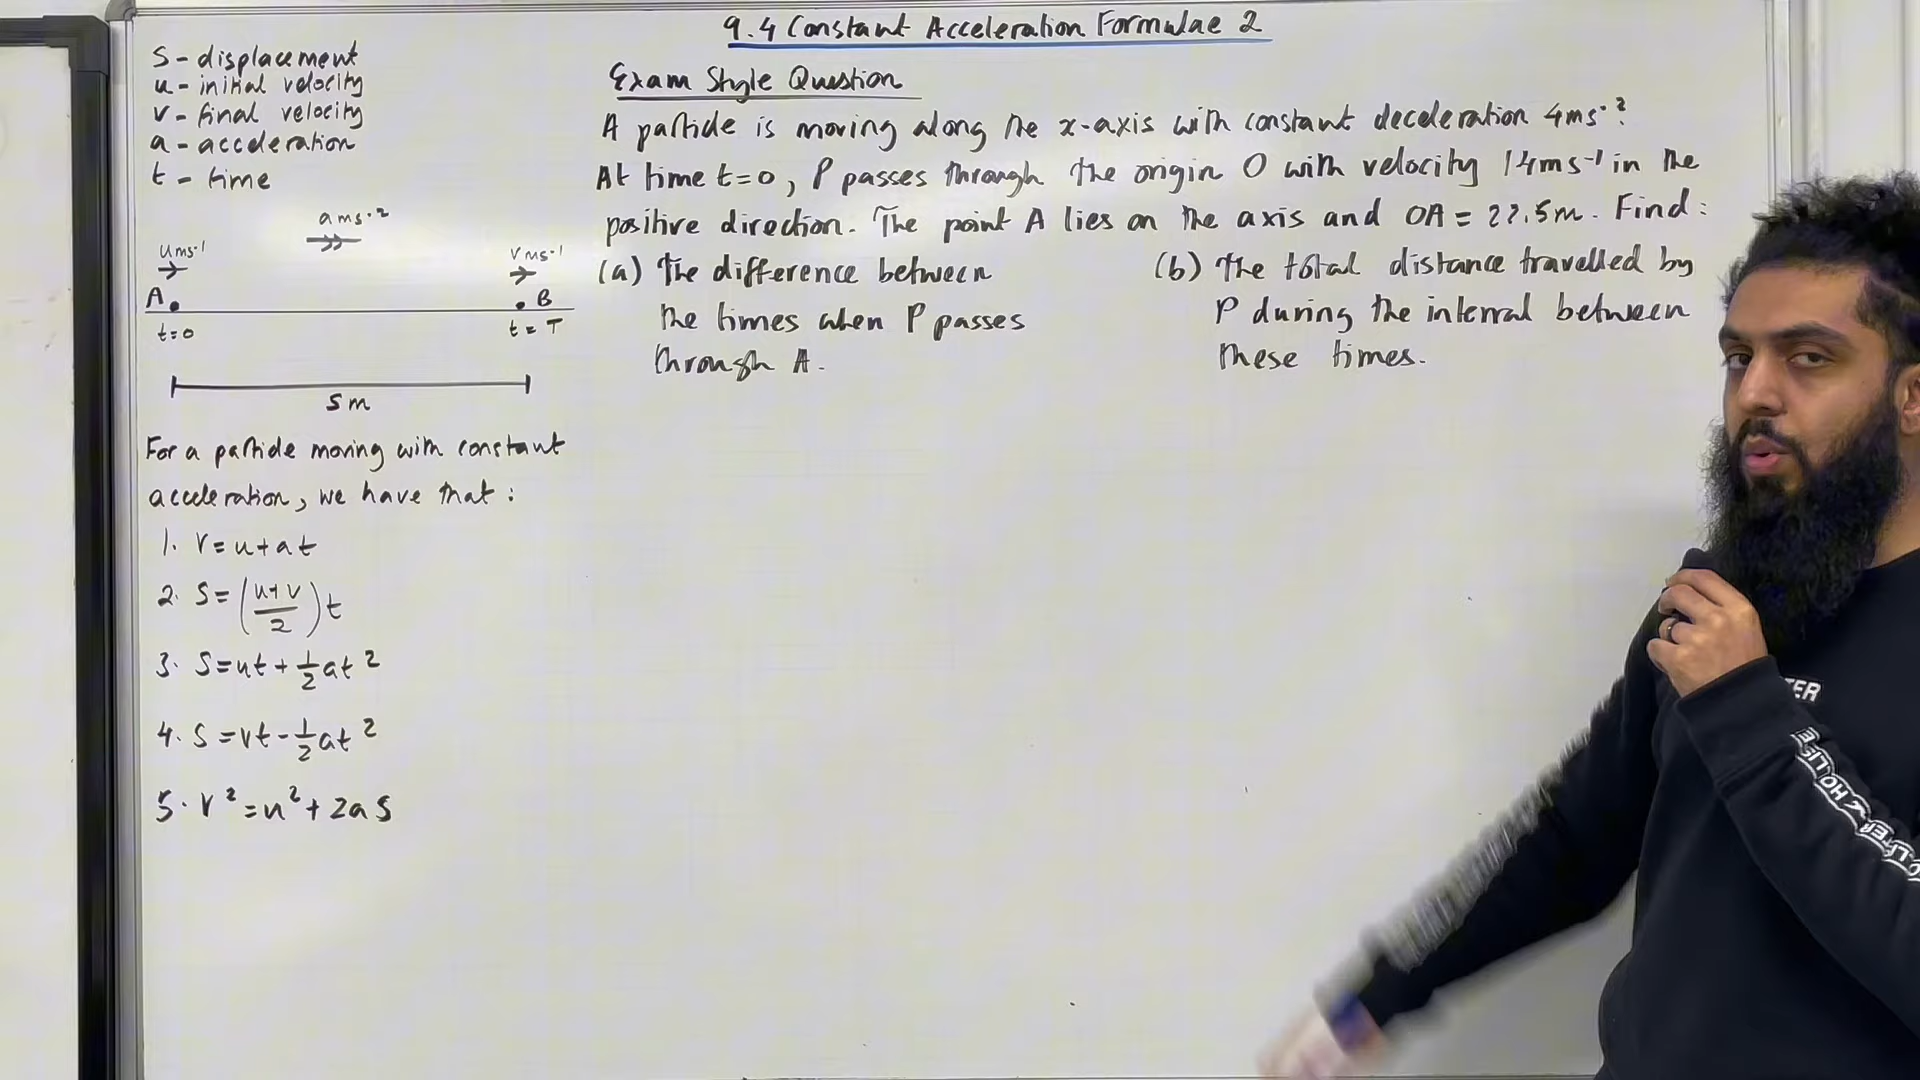 9.4 Constant Acceleration Formulae 2
S - displacement
u - initial velocity
v - final velocity
a - acceleration
t - time
a ms⁻²
u ms⁻¹
v ms⁻¹
A
B
t=0
t = T
s m
For a particle moving with constant
acceleration, we have that :
1. v = u + at
2. S = (u+v/2)t
3. S = ut + 1/2 at²
4. S = vt - 1/2 at²
5. v² = u² + 2as
Exam Style Question
A particle is moving along the x-axis with constant deceleration 4ms⁻².
At time t=0, P passes through the origin O with velocity 14ms⁻¹ in the
positive direction. The point A lies on the axis and OA = 22.5m. Find :
(a) The difference between
the times when P passes
through A.
(b) The total distance travelled by
P during the interval between
these times.